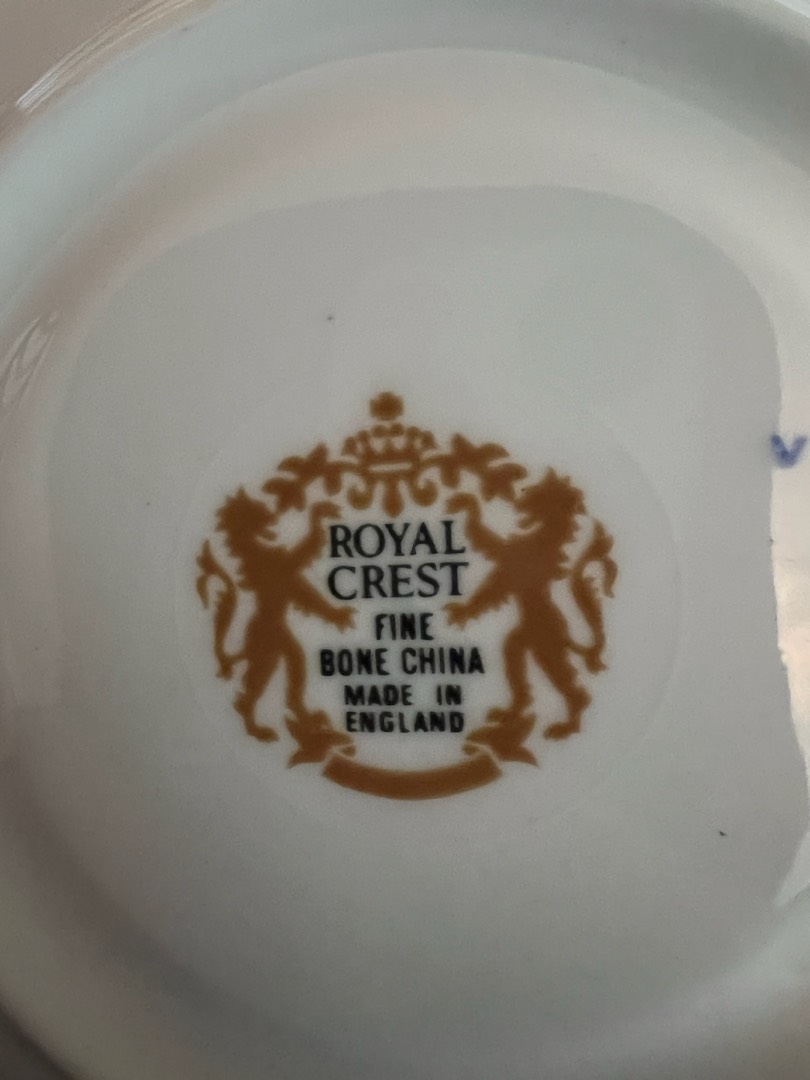 ROYAL
CREST
FINE
BONE CHINA
MADE IN
ENGLAND